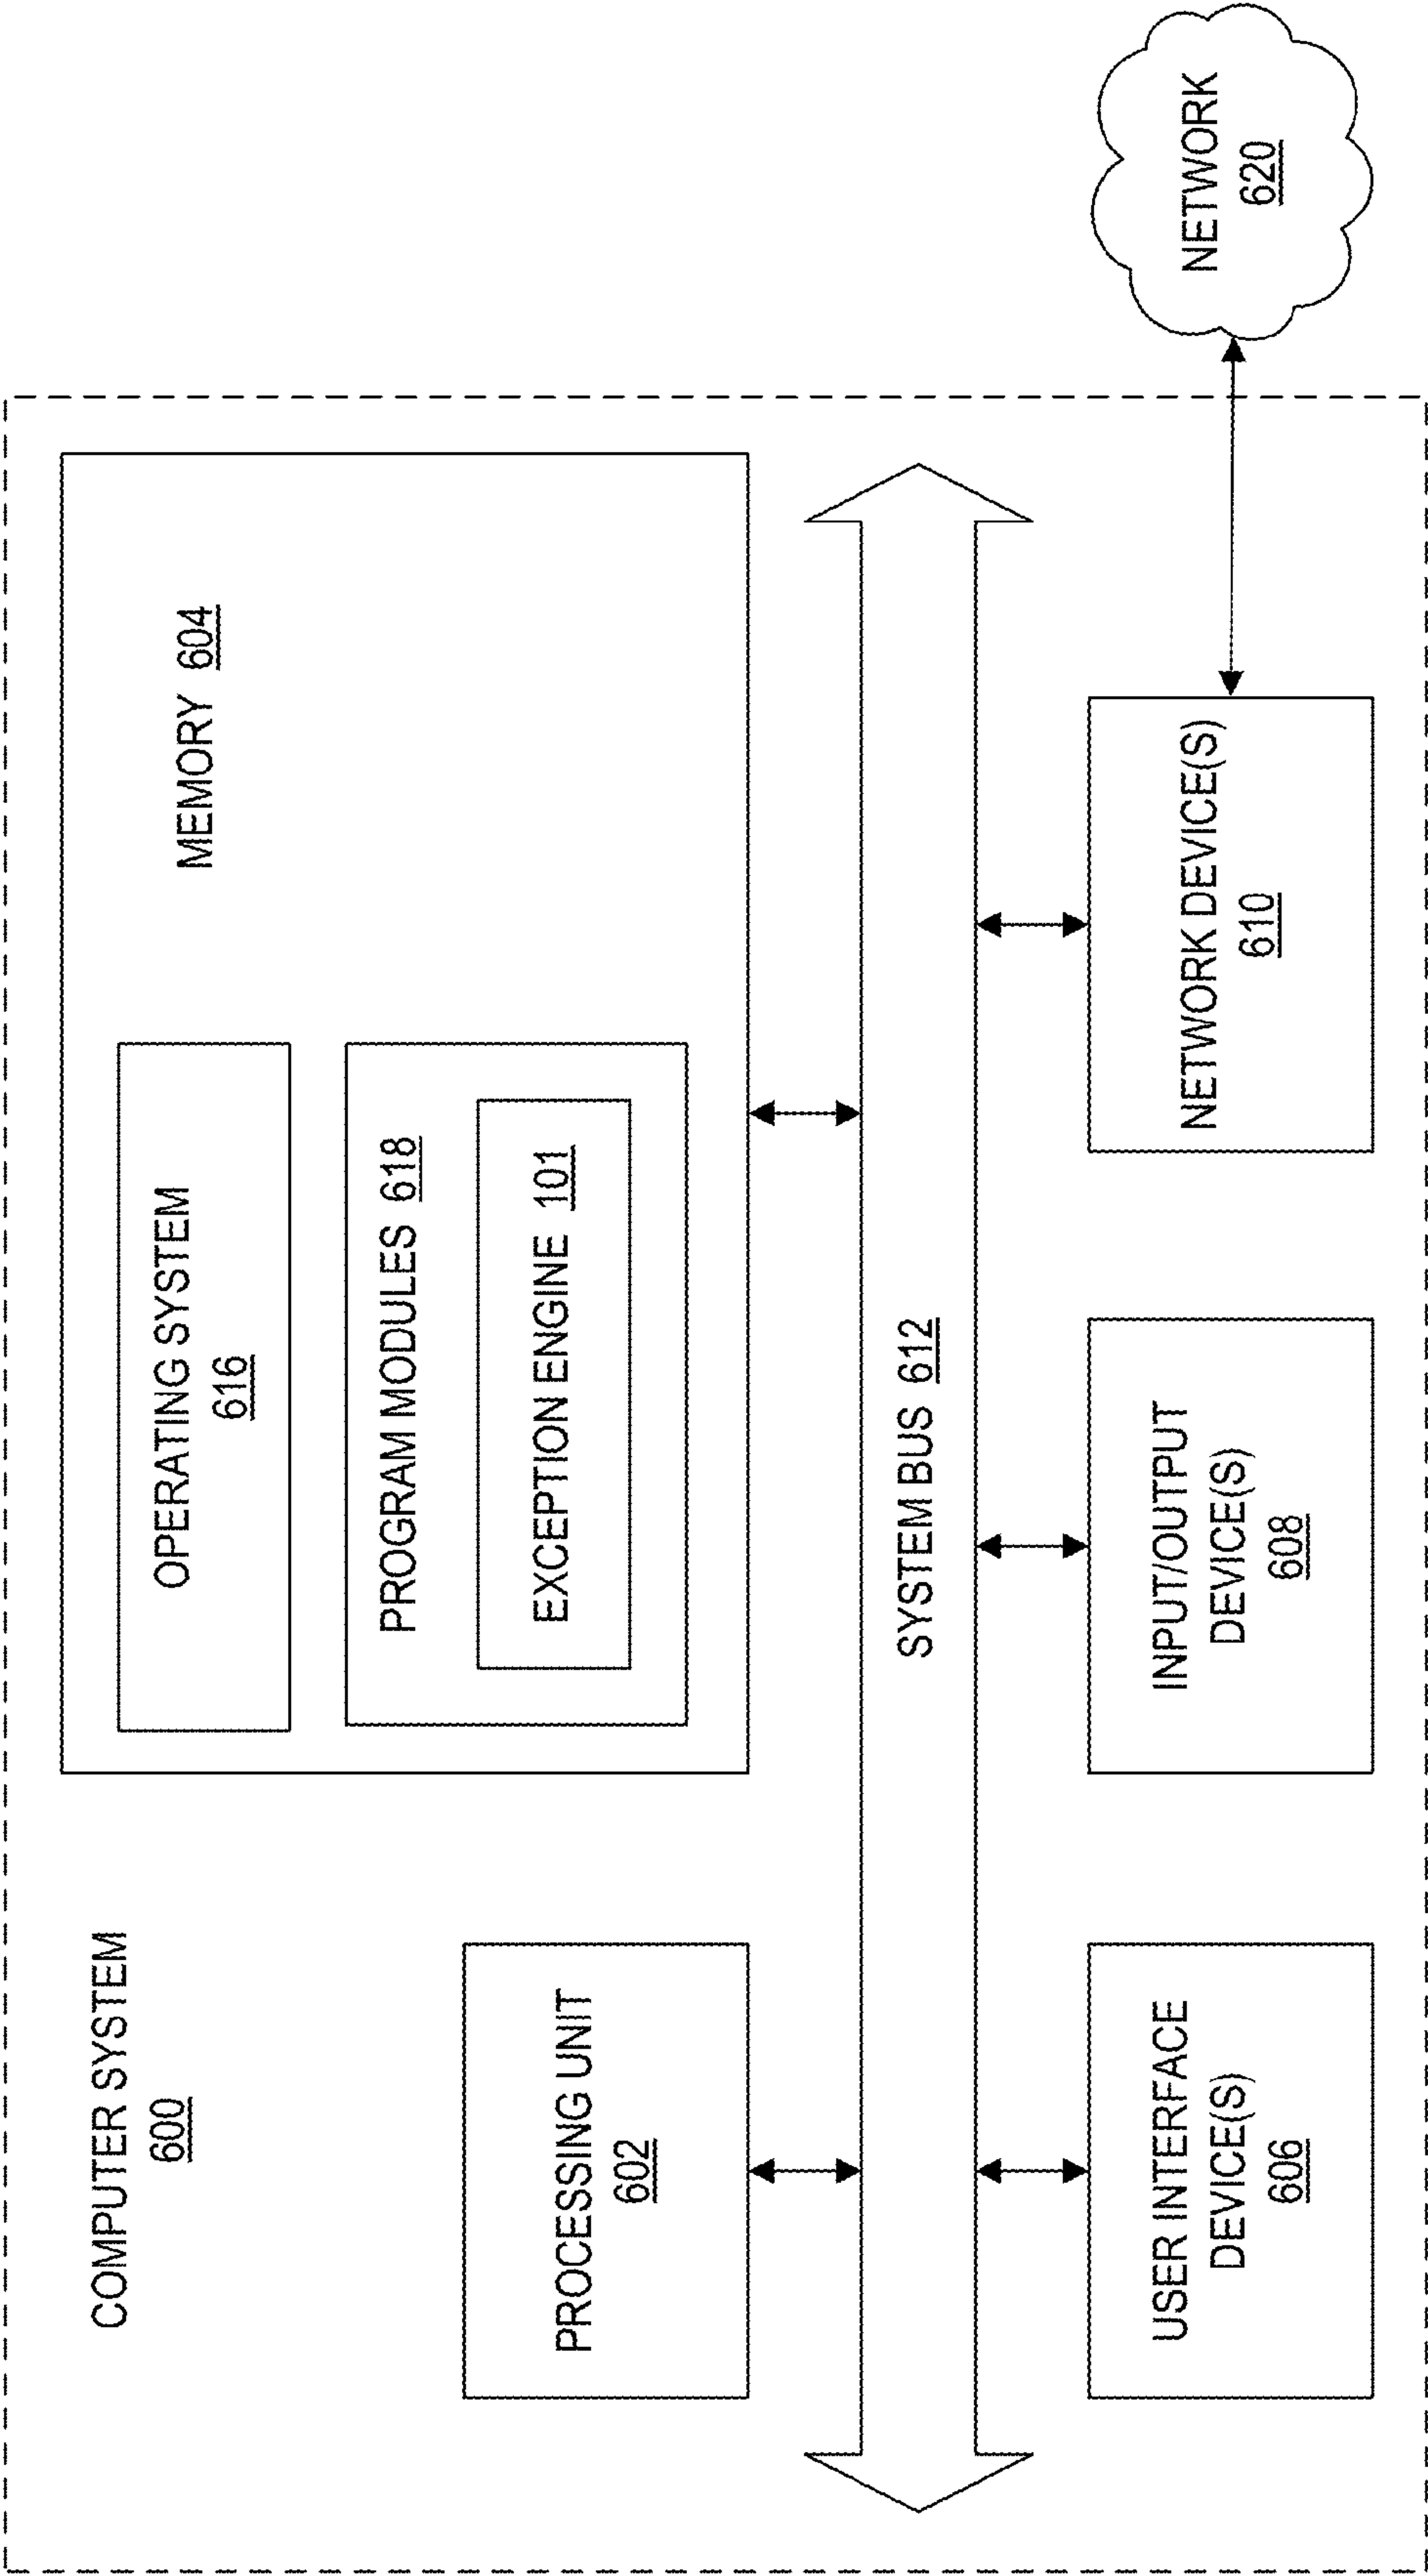 COMPUTER SYSTEM
600
MEMORY 604
OPERATING SYSTEM
616
PROGRAM MODULES 618
EXCEPTION ENGINE 101
PROCESSING UNIT
602
SYSTEM BUS 612
USER INTERFACE
DEVICE(S)
606
INPUT/OUTPUT
DEVICE(S)
608
NETWORK DEVICE(S)
610
NETWORK
620